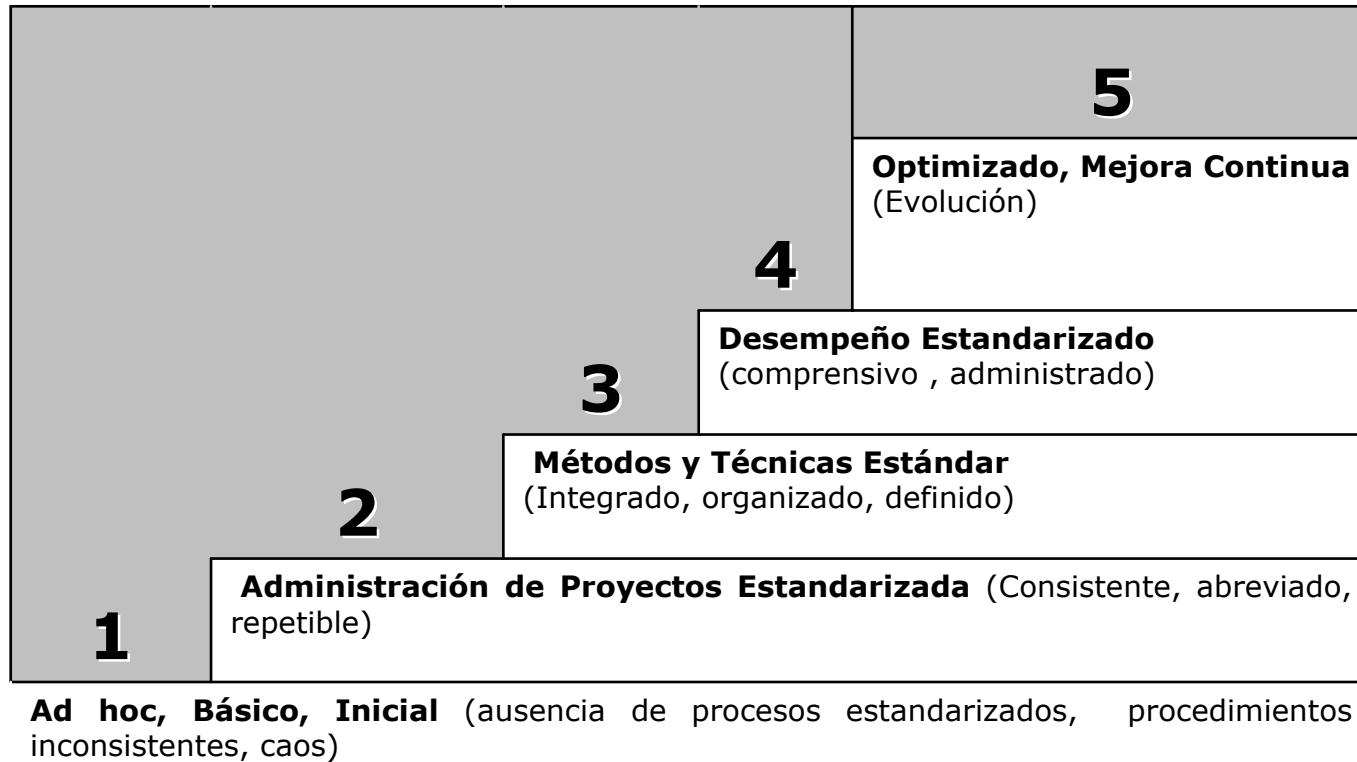 5
Optimizado, Mejora Continua
(Evolución)
4
Desempeño Estandarizado
(comprensivo , administrado)
3
Métodos y Técnicas Estándar
(Integrado, organizado, definido)
2
Administración de Proyectos Estandarizada (Consistente, abreviado,
repetible)
1
Ad hoc, Básico, Inicial (ausencia de procesos estandarizados, procedimientos
inconsistentes, caos)